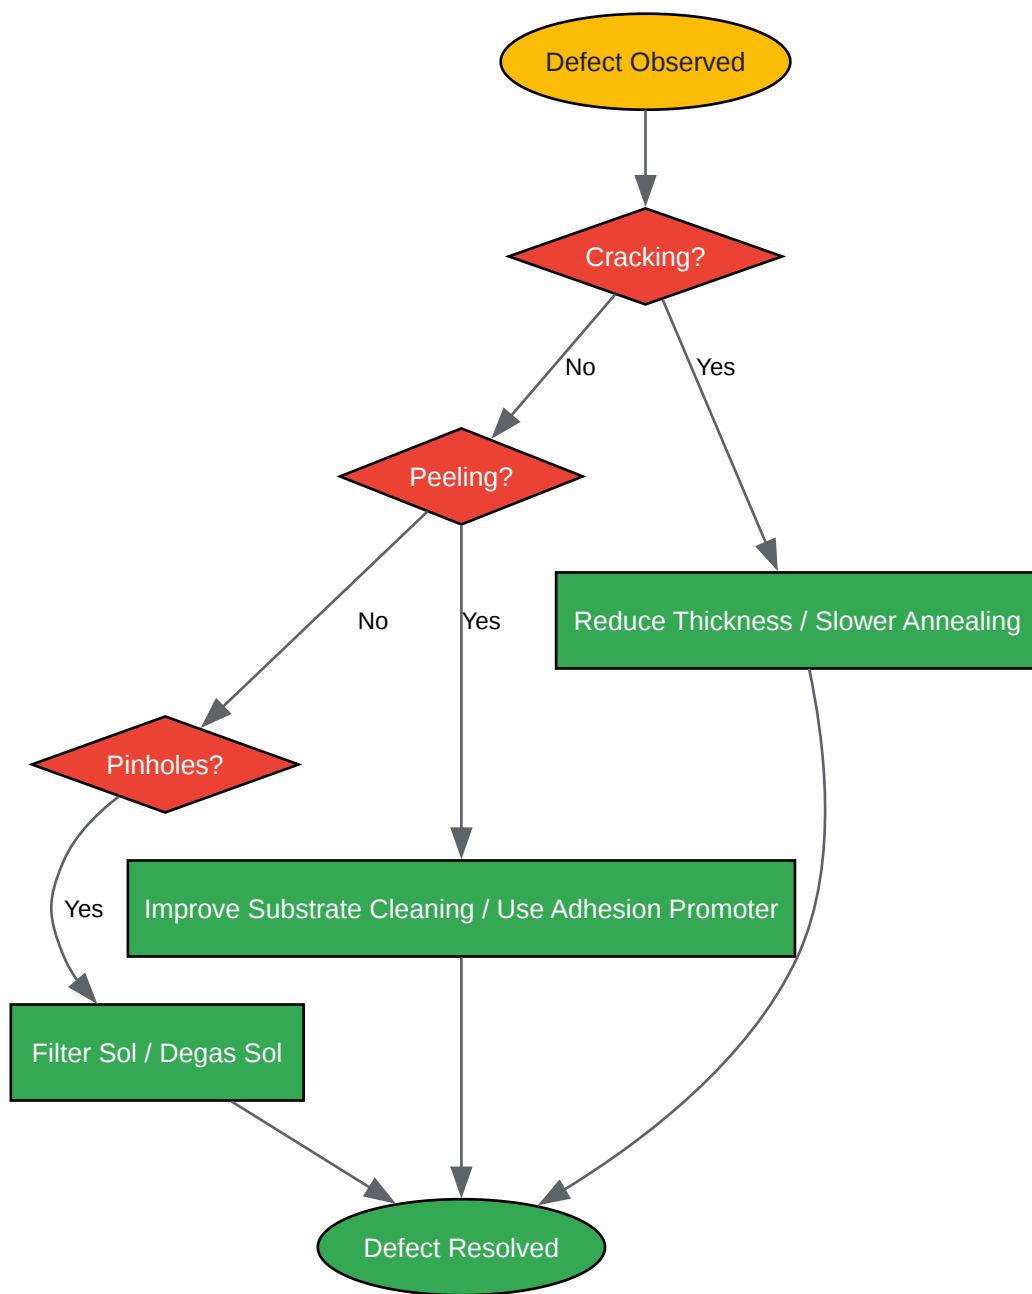 Defect Observed
Cracking?
No
Yes
Peeling?
No
Yes
Reduce Thickness / Slower Annealing
Pinholes?
Yes
Improve Substrate Cleaning / Use Adhesion Promoter
Filter Sol / Degas Sol
Defect Resolved